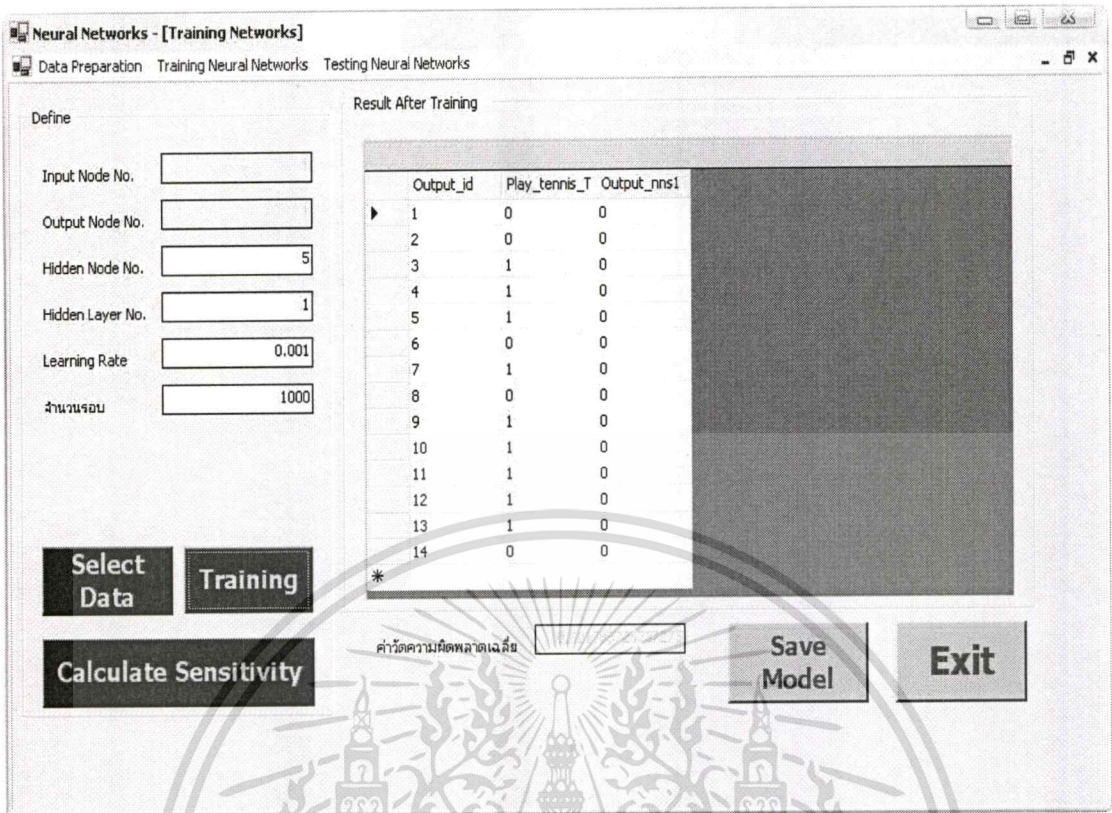 Neural Networks - [Training Networks]
Data Preparation Training Neural Networks Testing Neural Networks
Define
Input Node No.
Output Node No.
Hidden Node No. 5
Hidden Layer No. 1
Learning Rate 0.001
จำนวนรอบ 1000
Select
Data
Training
Calculate Sensitivity
Result After Training
Output_id Play_tennis_T Output_nns1
1 0 0
2 0 0
3 1 0
4 1 0
5 1 0
6 0 0
7 1 0
8 0 0
9 1 0
10 1 0
11 1 0
12 1 0
13 1 0
14 0 0
ค่าวัดความผิดพลาดเฉลี่ย
Save
Model
Exit